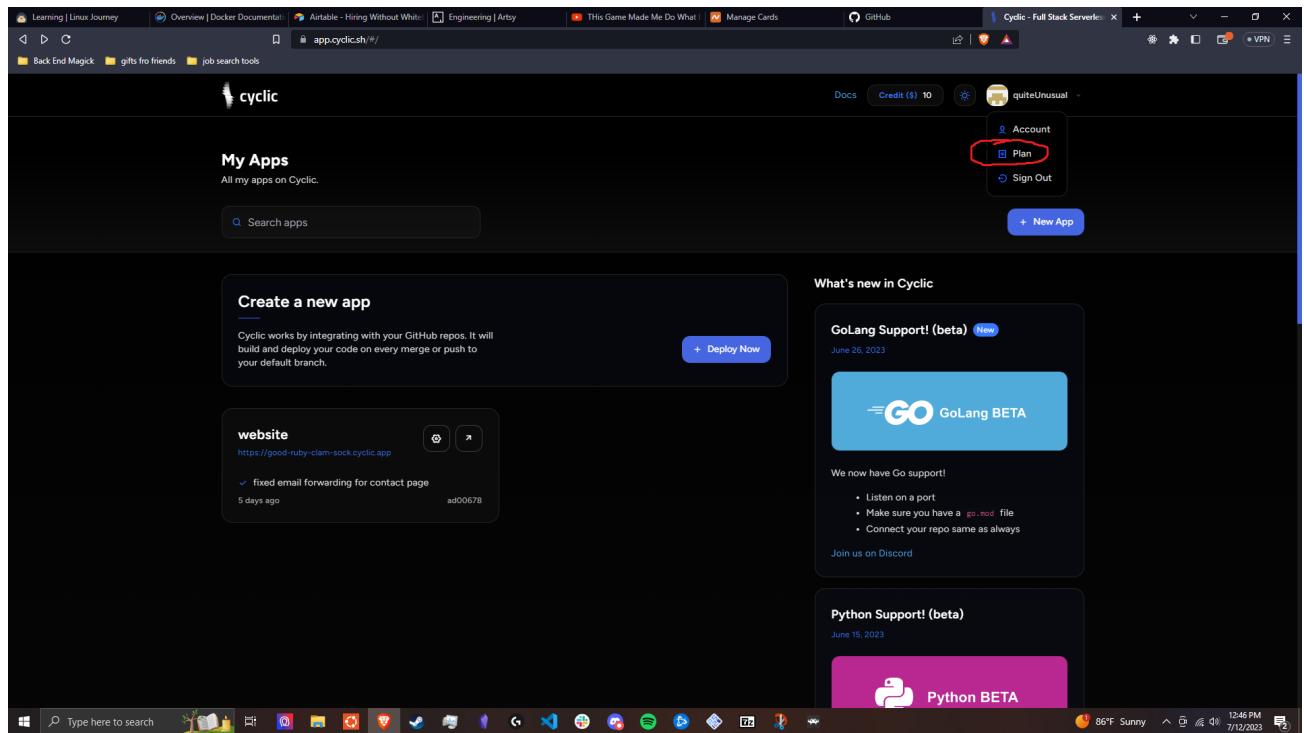 Learning | Linux Journey
Overview | Docker Documentati
Airtable - Hiring Without White
Engineering | Artsy
THis Game Made Me Do What I
Manage Cards
GitHub
Cyclic - Full Stack Serverles
app.cyclic.sh/#/
VPN
Back End Magick
gifts fro friends
job search tools
cyclic
Docs
Credit ($) 10
quiteUnusual
Account
Plan
Sign Out
My Apps
All my apps on Cyclic.
Search apps
+ New App
Create a new app
Cyclic works by integrating with your GitHub repos. It will
build and deploy your code on every merge or push to
your default branch.
+ Deploy Now
website
https://good-ruby-clam-sock.cyclic.app
fixed email forwarding for contact page
5 days ago
ad00678
What's new in Cyclic
GoLang Support! (beta) New
June 26, 2023
GO GoLang BETA
We now have Go support!
• Listen on a port
• Make sure you have a go.mod file
• Connect your repo same as always
Join us on Discord
Python Support! (beta)
June 15, 2023
Python BETA
Type here to search
86°F Sunny
12:46 PM
7/12/2023
2